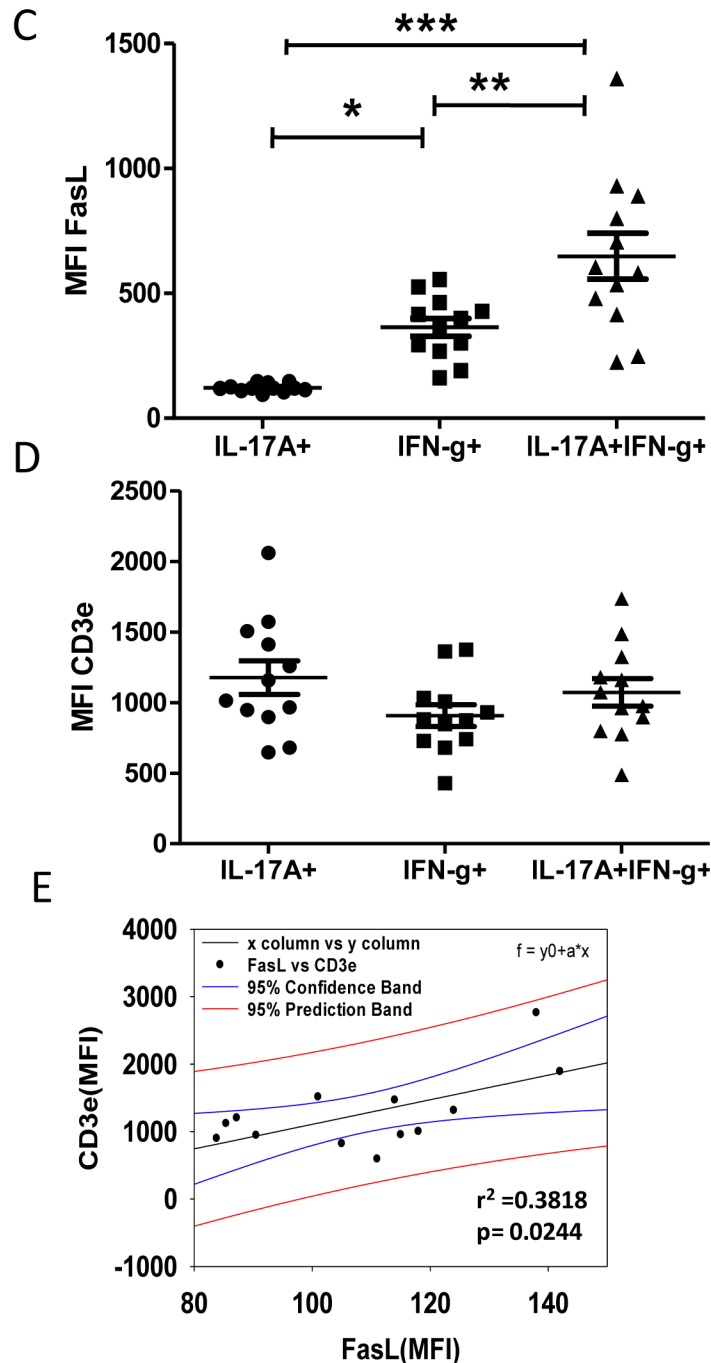 C
***
**
*
1500
1000
500
0
MFI FasL
IL-17A+ IFN-g+ IL-17A+IFN-g+
D
2500
2000
1500
1000
500
0
MFI CD3e
IL-17A+ IFN-g+ IL-17A+IFN-g+
E
4000
3000
2000
1000
0
-1000
CD3e(MFI)
x column vs y column
f = y0+a*x
FasL vs CD3e
95% Confidence Band
95% Prediction Band
r² =0.3818
p= 0.0244
80 100 120 140
FasL(MFI)